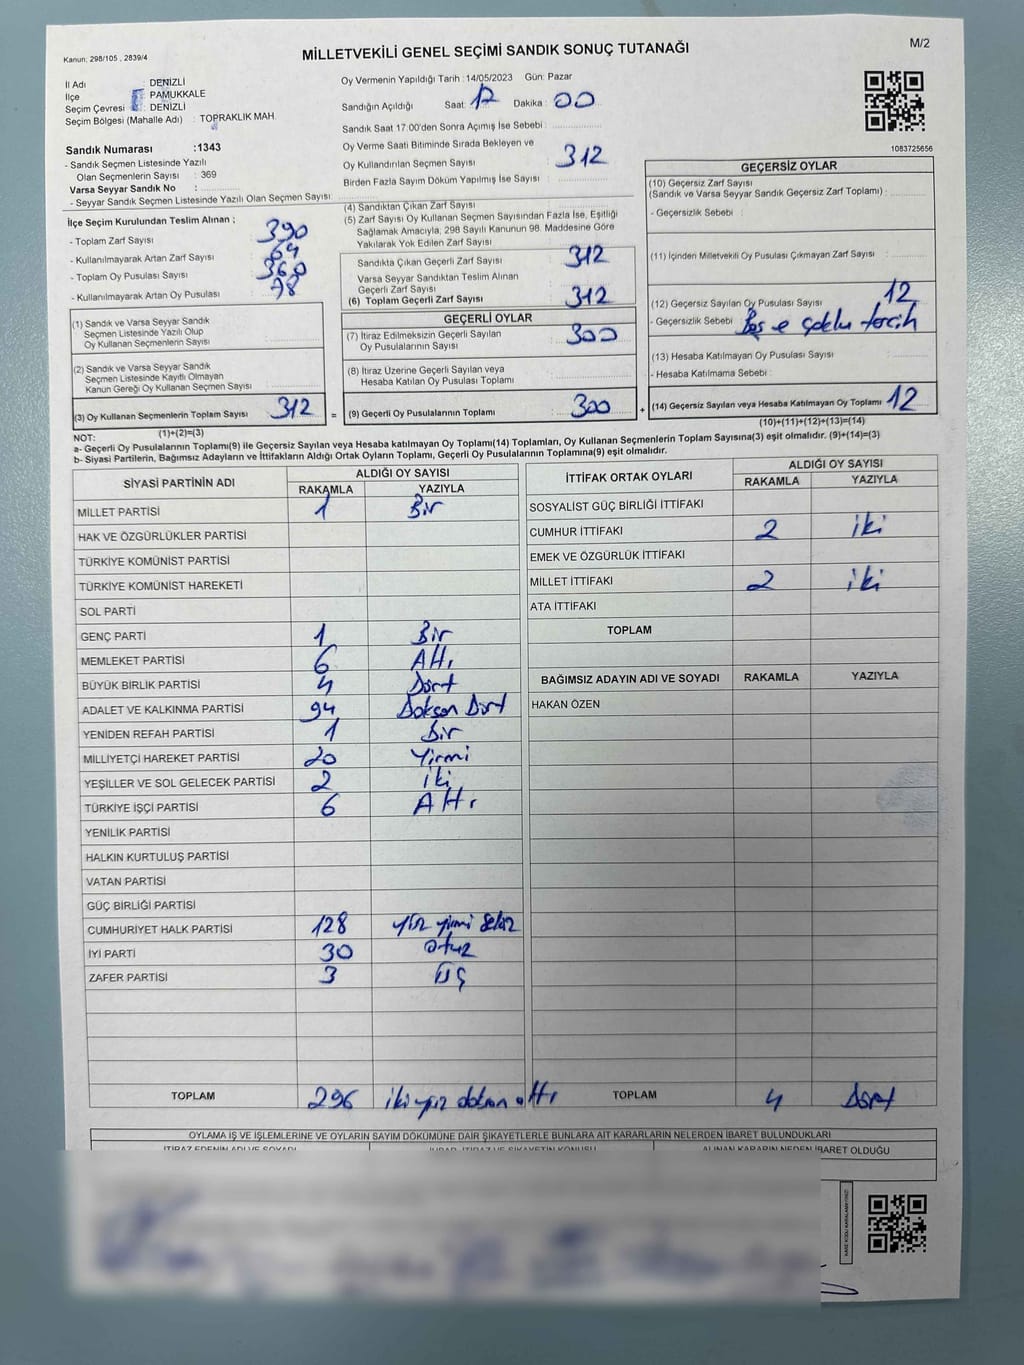 Kanun: 298/105 , 2839/4
MİLLETVEKİLİ GENEL SEÇİMİ SANDIK SONUÇ TUTANAĞI
M/2
İl Adı : DENİZLİ
İlçe : PAMUKKALE
Seçim Çevresi : DENİZLİ
Seçim Bölgesi (Mahalle Adı) : TOPRAKLIK MAH.
Sandık Numarası :1343
- Sandık Seçmen Listesinde Yazılı
Olan Seçmenlerin Sayısı : 369
Varsa Seyyar Sandık No :
- Seyyar Sandık Seçmen Listesinde Yazılı Olan Seçmen Sayısı:
Oy Vermenin Yapıldığı Tarih : 14/05/2023 Gün: Pazar
Sandığın Açıldığı Saat: 17 Dakika : 00
Sandık Saat 17:00'den Sonra Açımış İse Sebebi :
Oy Verme Saati Bitiminde Sırada Bekleyen ve
Oy Kullandırılan Seçmen Sayısı : 312
Birden Fazla Sayım Döküm Yapılmış İse Sayısı :
1083725656
İlçe Seçim Kurulundan Teslim Alınan ;
- Toplam Zarf Sayısı : 390
- Kullanılmayarak Artan Zarf Sayısı : 64
- Toplam Oy Pusulası Sayısı : 360
- Kullanılmayarak Artan Oy Pusulası : 78
(1) Sandık ve Varsa Seyyar Sandık
Seçmen Listesinde Yazılı Olup
Oy Kullanan Seçmenlerin Sayısı :
(2) Sandık ve Varsa Seyyar Sandık
Seçmen Listesinde Kayıtlı Olmayan
Kanun Gereği Oy Kullanan Seçmen Sayısı :
(3) Oy Kullanan Seçmenlerin Toplam Sayısı 312 =
(1)+(2)=(3)
(4) Sandıktan Çıkan Zarf Sayısı :
(5) Zarf Sayısı Oy Kullanan Seçmen Sayısından Fazla İse, Eşitliği
Sağlamak Amacıyla, 298 Sayılı Kanunun 98. Maddesine Göre
Yakılarak Yok Edilen Zarf Sayısı :
Sandıkta Çıkan Geçerli Zarf Sayısı : 312
Varsa Seyyar Sandıktan Teslim Alınan
Geçerli Zarf Sayısı :
(6) Toplam Geçerli Zarf Sayısı : 312
GEÇERLİ OYLAR
(7) İtiraz Edilmeksizin Geçerli Sayılan
Oy Pusulalarının Sayısı : 300
(8) İtiraz Üzerine Geçerli Sayılan veya
Hesaba Katılan Oy Pusulası Toplamı :
(9) Geçerli Oy Pusulalarının Toplamı : 300 +
GEÇERSİZ OYLAR
(10) Geçersiz Zarf Sayısı
(Sandık ve Varsa Seyyar Sandık Geçersiz Zarf Toplamı) :
- Geçersizlik Sebebi :
(11) İçinden Milletvekili Oy Pusulası Çıkmayan Zarf Sayısı :
(12) Geçersiz Sayılan Oy Pusulası Sayısı : 12
- Geçersizlik Sebebi : Boş e çoklu tercih
(13) Hesaba Katılmayan Oy Pusulası Sayısı :
- Hesaba Katılmama Sebebi :
(14) Geçersiz Sayılan veya Hesaba Katılmayan Oy Toplamı : 12
(10)+(11)+(12)+(13)=(14)
NOT:
a- Geçerli Oy Pusulanının Toplamı(9) ile Geçersiz Sayılan veya Hesaba katılmayan Oy Toplamı(14) Toplamları, Oy Kullanan Seçmenlerin Toplam Sayısına(3) eşit olmalıdır. (9)+(14)=(3)
b- Siyasi Partilerin, Bağımsız Adayların ve İttifakların Aldığı Ortak Oyların Toplamı, Geçerli Oy Pusulalarının Toplamına(9) eşit olmalıdır.
SİYASİ PARTİNİN ADI ALDIĞI OY SAYISI
RAKAMLA YAZIYLA
MİLLET PARTİSİ 1 Bir
HAK VE ÖZGÜRLÜKLER PARTİSİ
TÜRKİYE KOMÜNİST PARTİSİ
TÜRKİYE KOMÜNİST HAREKETİ
SOL PARTİ
GENÇ PARTİ 1 Bir
MEMLEKET PARTİSİ 6 Altı
BÜYÜK BİRLİK PARTİSİ 4 Dört
ADALET VE KALKINMA PARTİSİ 94 Doksan Dört
YENİDEN REFAH PARTİSİ 1 Bir
MİLLİYETÇİ HAREKET PARTİSİ 20 Yirmi
YEŞİLLER VE SOL GELECEK PARTİSİ 2 iki
TÜRKİYE İŞÇİ PARTİSİ 6 Altı
YENİLİK PARTİSİ
HALKIN KURTULUŞ PARTİSİ
VATAN PARTİSİ
GÜÇ BİRLİĞİ PARTİSİ
CUMHURİYET HALK PARTİSİ 128 yüz yirmi sekiz
İYİ PARTİ 30 otuz
ZAFER PARTİSİ 3 üç
TOPLAM 296 iki yüz doksan altı
İTTİFAK ORTAK OYLARI ALDIĞI OY SAYISI
RAKAMLA YAZIYLA
SOSYALİST GÜÇ BİRLİĞİ İTTİFAKI
CUMHUR İTTİFAKI 2 iki
EMEK VE ÖZGÜRLÜK İTTİFAKI
MİLLET İTTİFAKI 2 iki
ATA İTTİFAKI
TOPLAM
BAĞIMSIZ ADAYIN ADI VE SOYADI RAKAMLA YAZIYLA
HAKAN ÖZEN
TOPLAM 4 Dört
OYLAMA İŞ VE İŞLEMLERİNE VE OYLARIN SAYIM DÖKÜMÜNE DAİR ŞİKAYETLERLE BUNLARA AİT KARARLARIN NELERDEN İBARET BULUNDUKLARI
İTİRAZ EDENİN ADI VE SOYADI
ALINAN KARARIN NEDEN İBARET OLDUĞU